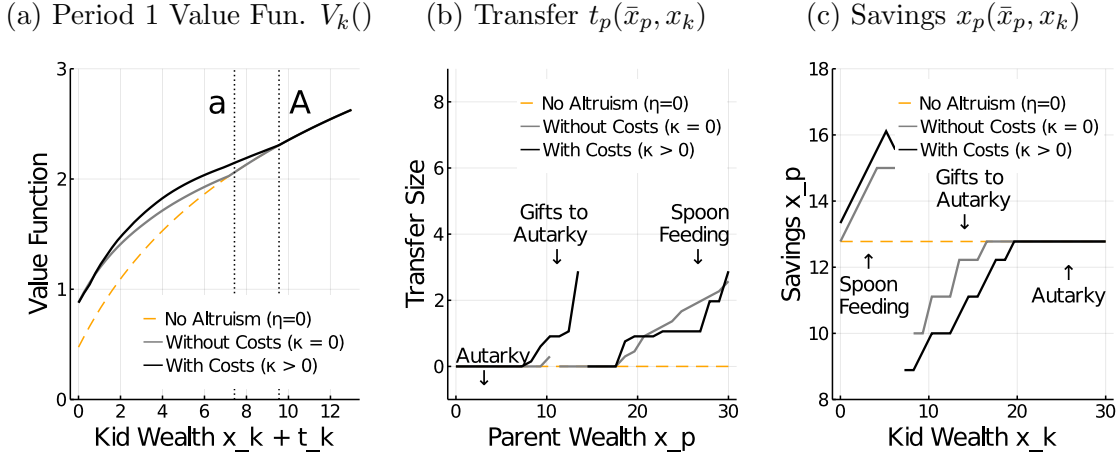 (a) Period 1 Value Fun. V_k()
3
2
1
0
Value Function
a
A
No Altruism (η=0)
Without Costs (κ = 0)
With Costs (κ > 0)
0 2 4 6 8 10 12
Kid Wealth x_k + t_k
(b) Transfer t_p(x̄_p, x_k)
8
6
4
2
0
Transfer Size
No Altruism (η=0)
Without Costs (κ = 0)
With Costs (κ > 0)
Gifts to
Autarky
↓
Spoon
Feeding
↓
Autarky
↓
0 10 20 30
Parent Wealth x_p
(c) Savings x_p(x̄_p, x_k)
16
14
12
10
8
Savings x_p
No Altruism (η=0)
Without Costs (κ = 0)
With Costs (κ > 0)
Gifts to
Autarky
↓
↑
Spoon
Feeding
↑
Autarky
0 10 20 30
Kid Wealth x_k